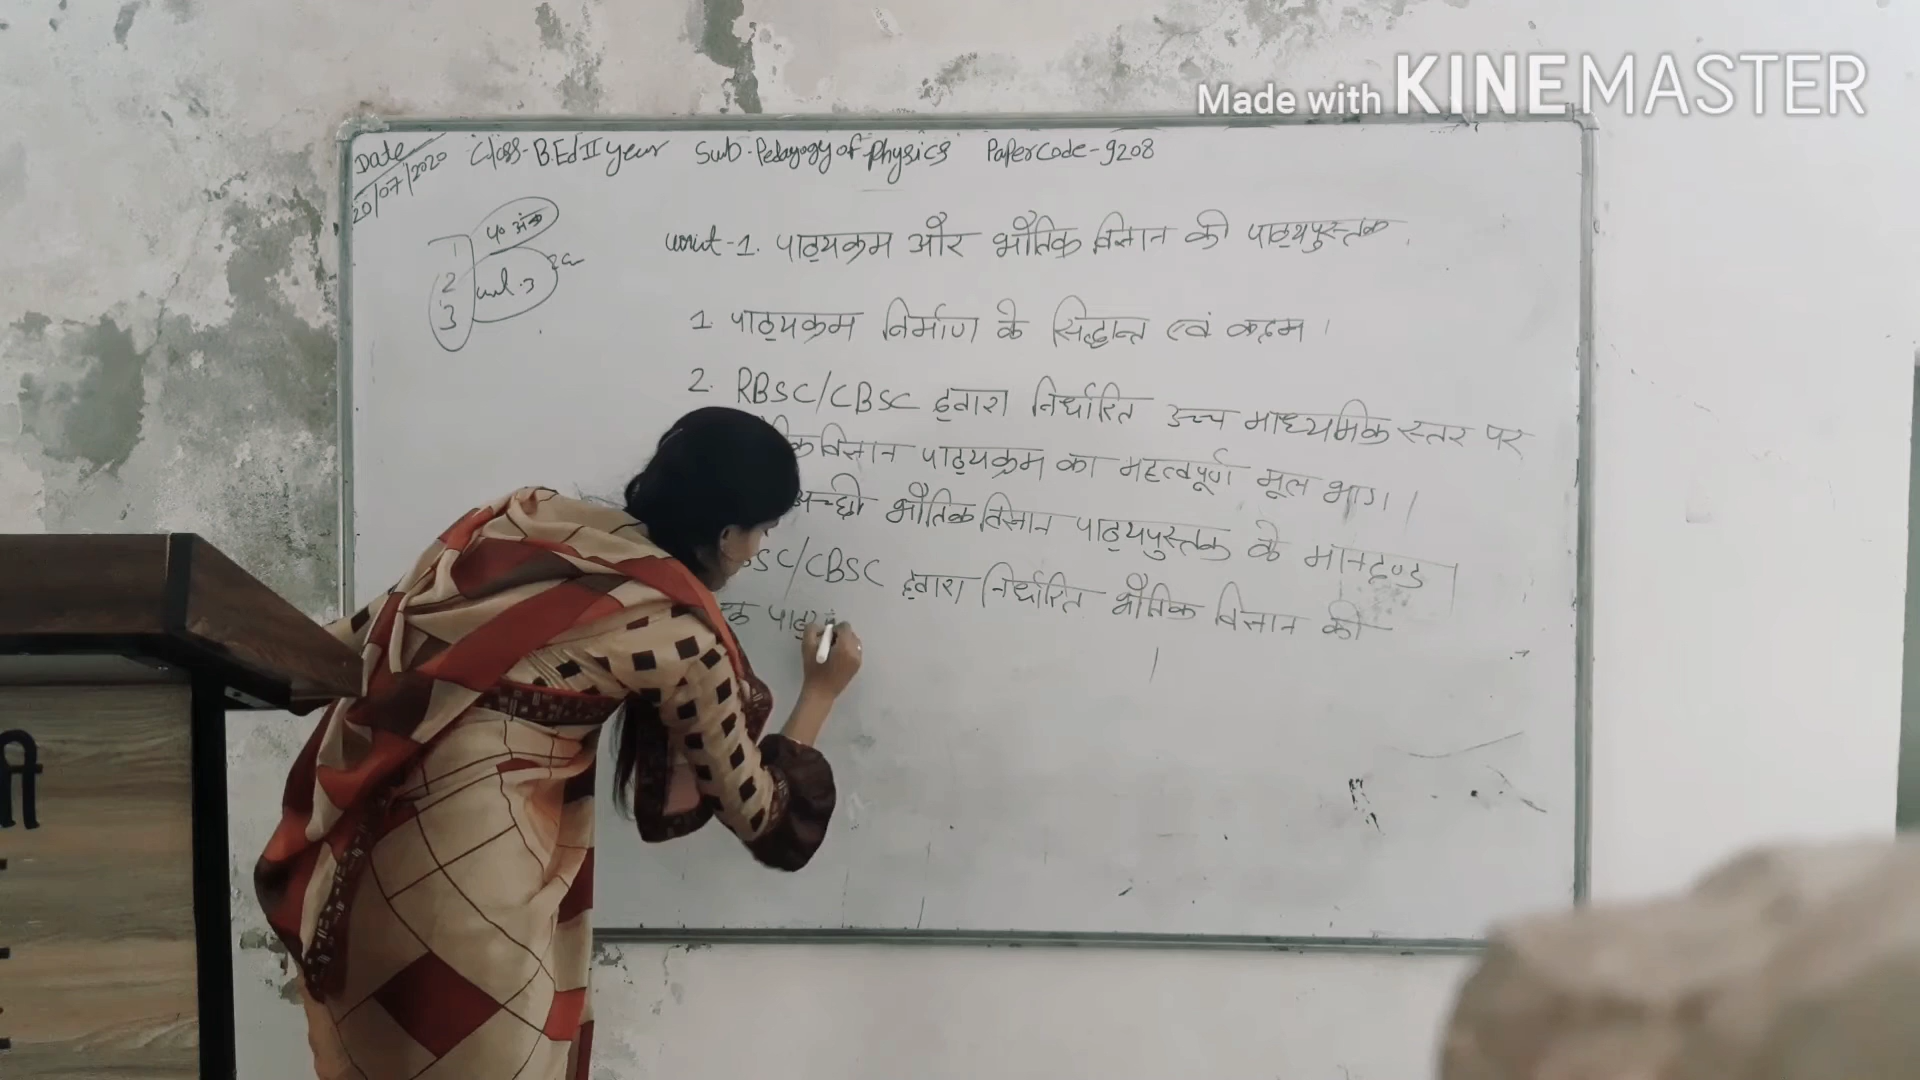 Made with KINEMASTER
Date 20/07/2020
Class-B.Ed II year Sub-Pedagogy of Physics Paper Code-9208
1
2
3
unit-1. पाठ्यक्रम और भौतिक विज्ञान की पाठ्यपुस्तक
1. पाठ्यक्रम निर्माण के सिद्धान्त एवं कदम।
2. RBSC/CBSC द्वारा निर्धारित उच्च माध्यमिक स्तर पर
विज्ञान पाठ्यक्रम का महत्वपूर्ण मूल भाग।
अच्छी भौतिक विज्ञान पाठ्यपुस्तक के मानदण्ड।
SC/CBSC द्वारा निर्धारित भौतिक विज्ञान की